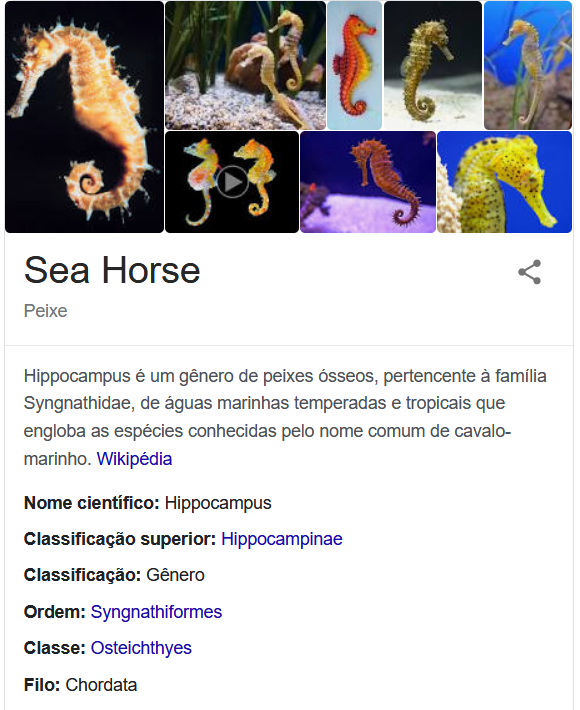 Sea Horse
Peixe
Hippocampus é um gênero de peixes ósseos, pertencente à família
Syngnathidae, de águas marinhas temperadas e tropicais que
engloba as espécies conhecidas pelo nome comum de cavalo-
marinho. Wikipédia
Nome científico: Hippocampus
Classificação superior: Hippocampinae
Classificação: Gênero
Ordem: Syngnathiformes
Classe: Osteichthyes
Filo: Chordata